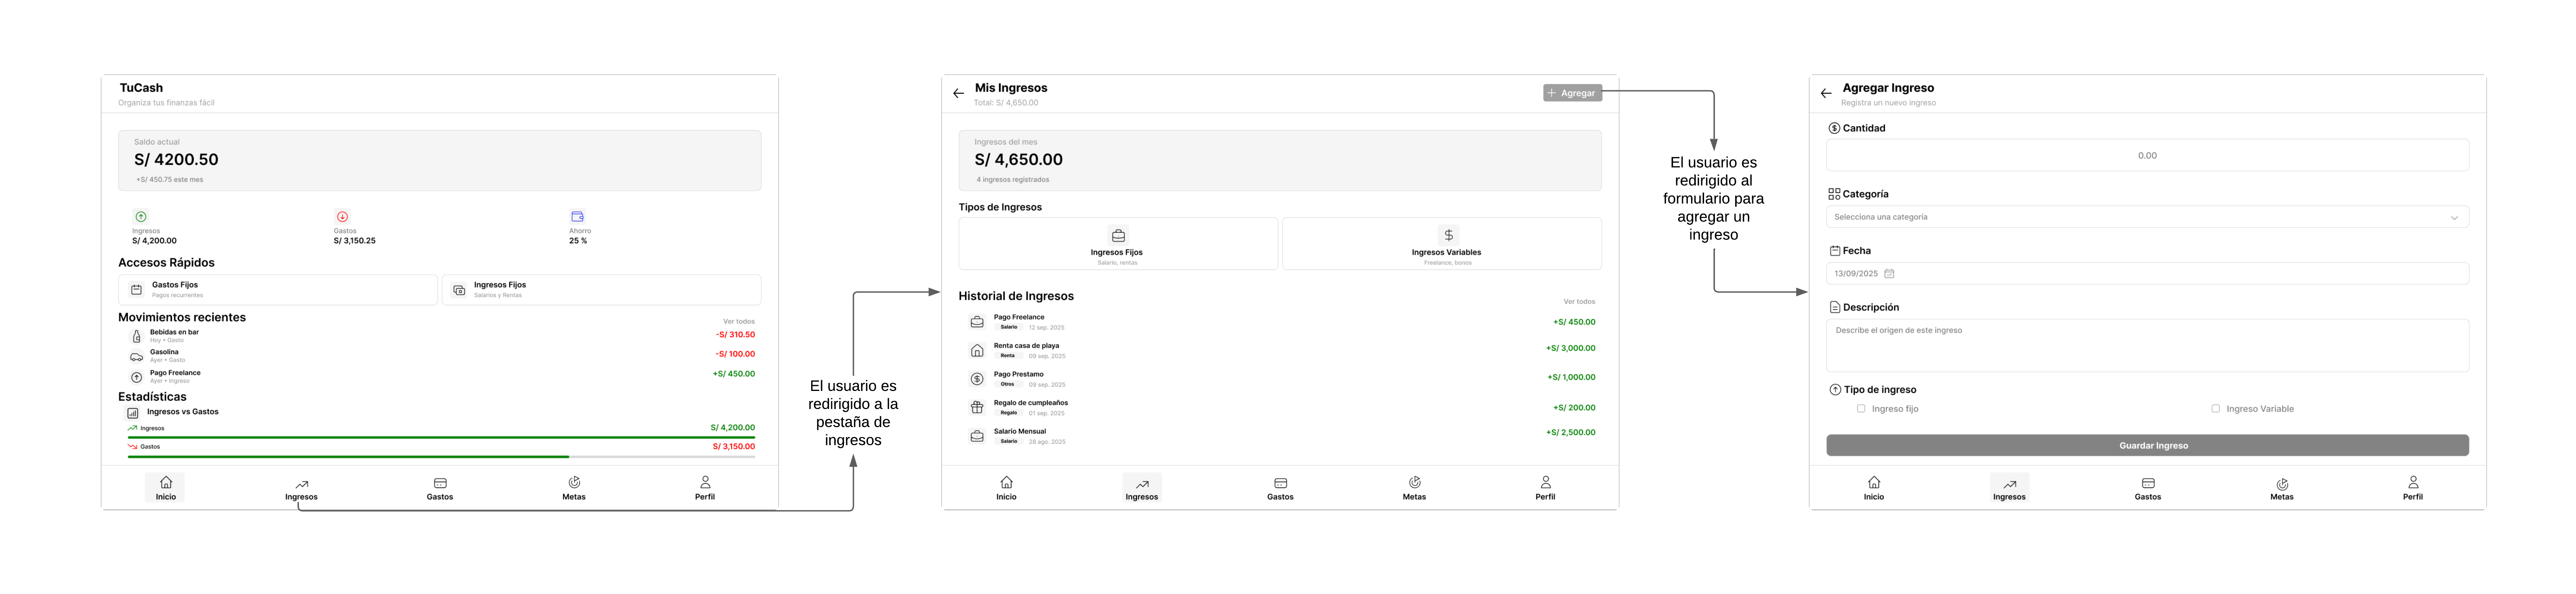 TuCash
Organiza tus finanzas fácil
Saldo actual
S/ 4200.50
+S/ 450.75 este mes
Ingresos
S/ 4,200.00
Gastos
S/ 3,150.25
Ahorro
25 %
Accesos Rápidos
Gastos Fijos
Pagos recurrentes
Ingresos Fijos
Salarios y Rentas
Movimientos recientes
Ver todos
Bebidas en bar
Hoy • Gasto
-S/ 310.50
Gasolina
Ayer • Gasto
-S/ 100.00
Pago Freelance
Ayer • Ingreso
+S/ 450.00
Estadísticas
Ingresos vs Gastos
Ingresos
S/ 4,200.00
Gastos
S/ 3,150.00
Inicio
Ingresos
Gastos
Metas
Perfil
El usuario es
redirigido a la
pestaña de
ingresos
Mis Ingresos
Total: S/ 4,650.00
Agregar
Ingresos del mes
S/ 4,650.00
4 ingresos registrados
Tipos de Ingresos
Ingresos Fijos
Salario, rentas
Ingresos Variables
Freelance, bonos
Historial de Ingresos
Ver todos
Pago Freelance
Salario 12 sep. 2025
+S/ 450.00
Renta casa de playa
Renta 09 sep. 2025
+S/ 3,000.00
Pago Prestamo
Otros 09 sep. 2025
+S/ 1,000.00
Regalo de cumpleaños
Regalo 01 sep. 2025
+S/ 200.00
Salario Mensual
Salario 28 ago. 2025
+S/ 2,500.00
Inicio
Ingresos
Gastos
Metas
Perfil
El usuario es
redirigido al
formulario para
agregar un
ingreso
Agregar Ingreso
Registra un nuevo ingreso
Cantidad
0.00
Categoría
Selecciona una categoría
Fecha
13/09/2025
Descripción
Describe el origen de este ingreso
Tipo de ingreso
Ingreso fijo
Ingreso Variable
Guardar Ingreso
Inicio
Ingresos
Gastos
Metas
Perfil